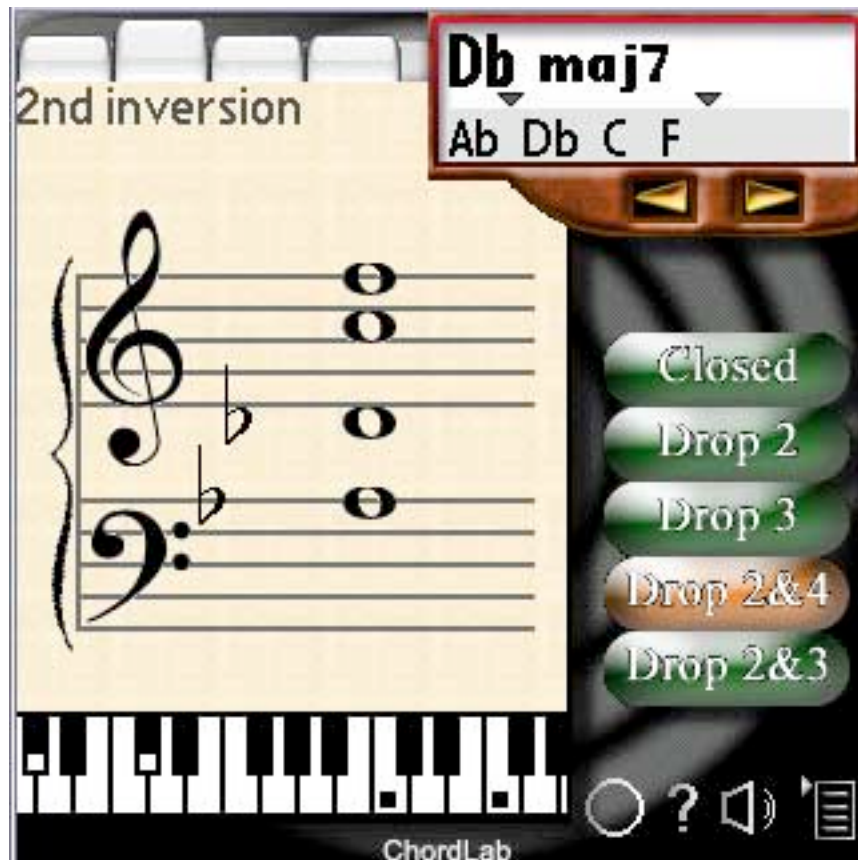 Db maj7
Ab Db C F
2nd inversion
Closed
Drop 2
Drop 3
Drop 2&4
Drop 2&3
?
ChordLab